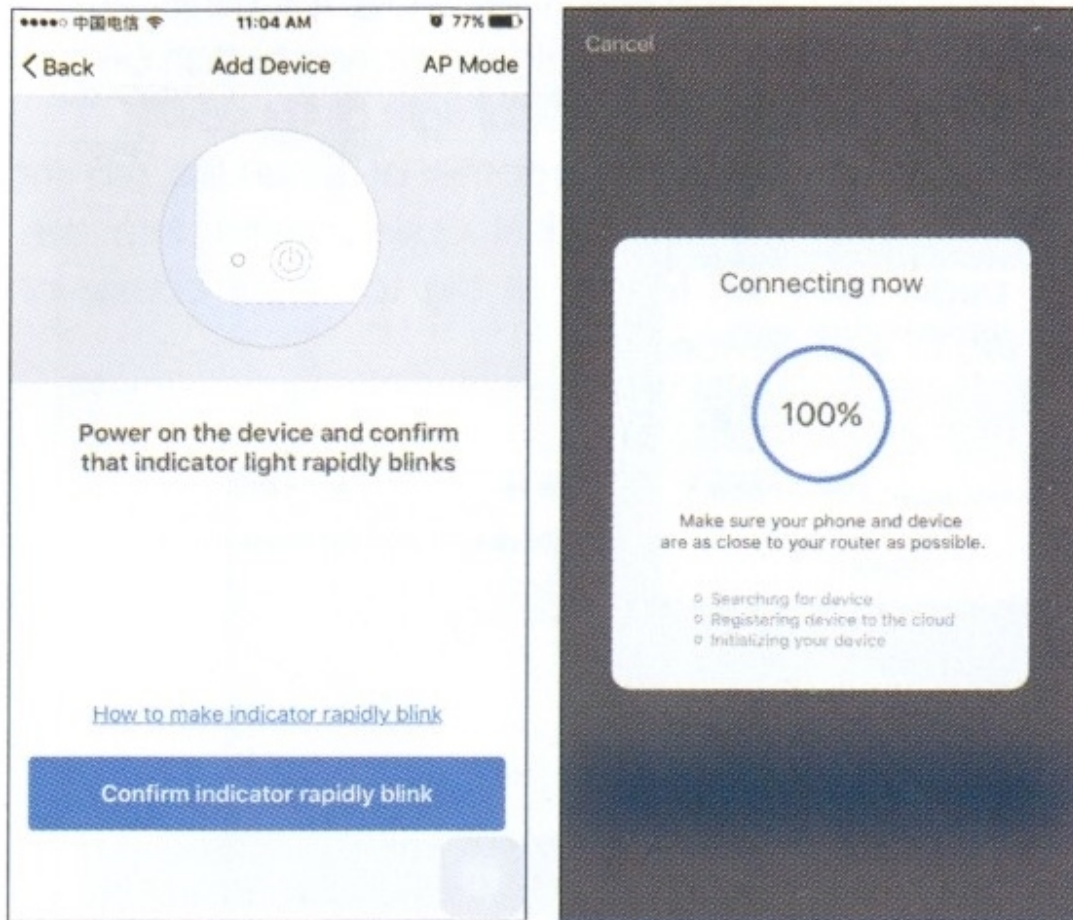 中国电信 11:04 AM 77%
Back Add Device AP Mode
Power on the device and confirm
that indicator light rapidly blinks
How to make indicator rapidly blink
Confirm indicator rapidly blink
Cancel
Connecting now
100%
Make sure your phone and device
are as close to your router as possible.
Searching for device
Registering device to the cloud
Initializing your device